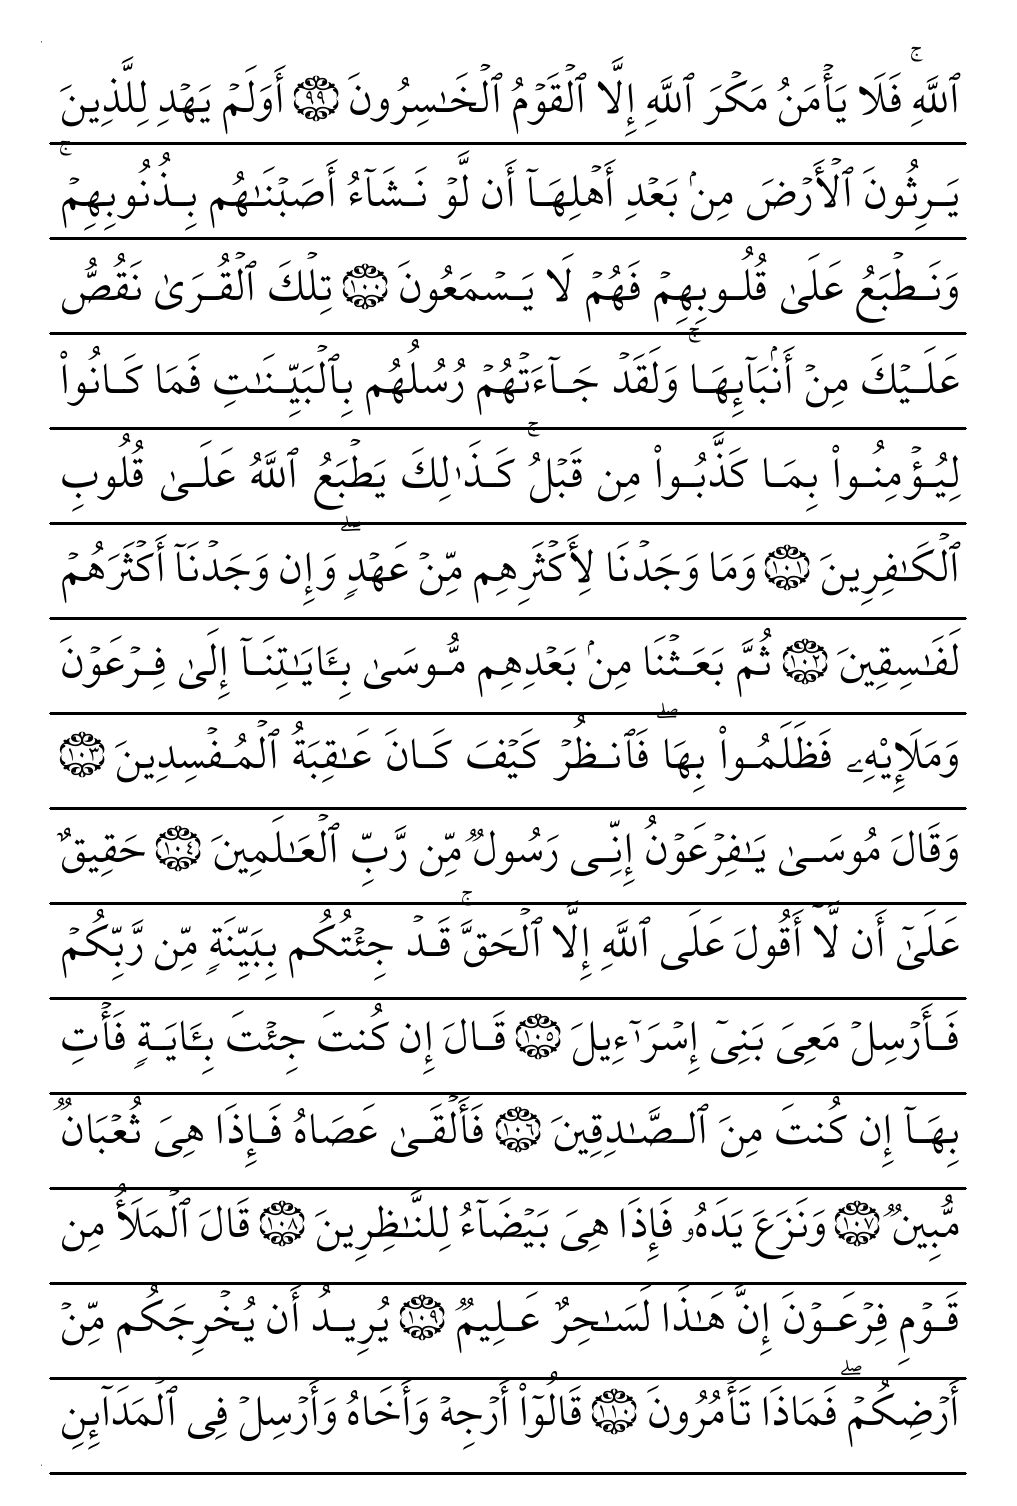 ٱللَّهِۚ فَلَا يَأۡمَنُ مَكۡرَ ٱللَّهِ إِلَّا ٱلۡقَوۡمُ ٱلۡخَـٰسِرُونَ ۝٩٩ أَوَلَمۡ يَهۡدِ لِلَّذِينَ
يَرِثُونَ ٱلۡأَرۡضَ مِنۢ بَعۡدِ أَهۡلِهَآ أَن لَّوۡ نَشَآءُ أَصَبۡنَـٰهُم بِذُنُوبِهِمۡۚ
وَنَطۡبَعُ عَلَىٰ قُلُوبِهِمۡ فَهُمۡ لَا يَسۡمَعُونَ ۝١٠٠ تِلۡكَ ٱلۡقُرَىٰ نَقُصُّ
عَلَيۡكَ مِنۡ أَنۢبَآىِٕهَاۚ وَلَقَدۡ جَآءَتۡهُمۡ رُسُلُهُم بِٱلۡبَيِّنَـٰتِ فَمَا كَانُوا۟
لِيُؤۡمِنُوا۟ بِمَا كَذَّبُوا۟ مِن قَبۡلُۚ كَذَ ٰ⁠لِكَ يَطۡبَعُ ٱللَّهُ عَلَىٰ قُلُوبِ
ٱلۡكَـٰفِرِينَ ۝١٠١ وَمَا وَجَدۡنَا لِأَكۡثَرِهِم مِّنۡ عَهۡدࣲۖ وَإِن وَجَدۡنَآ أَكۡثَرَهُمۡ
لَفَـٰسِقِينَ ۝١٠٢ ثُمَّ بَعَثۡنَا مِنۢ بَعۡدِهِم مُّوسَىٰ بِـَٔايَـٰتِنَآ إِلَىٰ فِرۡعَوۡنَ
وَمَلَإِي۟هِۦ فَظَلَمُوا۟ بِهَاۖ فَٱنظُرۡ كَيۡفَ كَانَ عَـٰقِبَةُ ٱلۡمُفۡسِدِينَ ۝١٠٣
وَقَالَ مُوسَىٰ يَـٰفِرۡعَوۡنُ إِنِّی رَسُولࣱ مِّن رَّبِّ ٱلۡعَـٰلَمِينَ ۝١٠٤ حَقِيقٌ
عَلَىٰٓ أَن لَّآ أَقُولَ عَلَى ٱللَّهِ إِلَّا ٱلۡحَقَّۚ قَدۡ جِئۡتُكُم بِبَيِّنَةࣲ مِّن رَّبِّكُمۡ
فَأَرۡسِلۡ مَعِیَ بَنِیٓ إِسۡرَ ٰۤءِيلَ ۝١٠٥ قَالَ إِن كُنتَ جِئۡتَ بِـَٔايَةࣲ فَأۡتِ
بِهَآ إِن كُنتَ مِنَ ٱلصَّـٰدِقِينَ ۝١٠٦ فَأَلۡقَىٰ عَصَاهُ فَإِذَا هِیَ ثُعۡبَانࣱ
مُّبِينࣱ ۝١٠٧ وَنَزَعَ يَدَهُۥ فَإِذَا هِیَ بَيۡضَآءُ لِلنَّـٰظِرِينَ ۝١٠٨ قَالَ ٱلۡمَلَأُ مِن
قَوۡمِ فِرۡعَوۡنَ إِنَّ هَـٰذَا لَسَـٰحِرٌ عَلِيمࣱ ۝١٠٩ يُرِيدُ أَن يُخۡرِجَكُم مِّنۡ
أَرۡضِكُمۡۖ فَمَاذَا تَأۡمُرُونَ ۝١١٠ قَالُوٓا۟ أَرۡجِهۡ وَأَخَاهُ وَأَرۡسِلۡ فِی ٱلۡمَدَآىِٕنِ